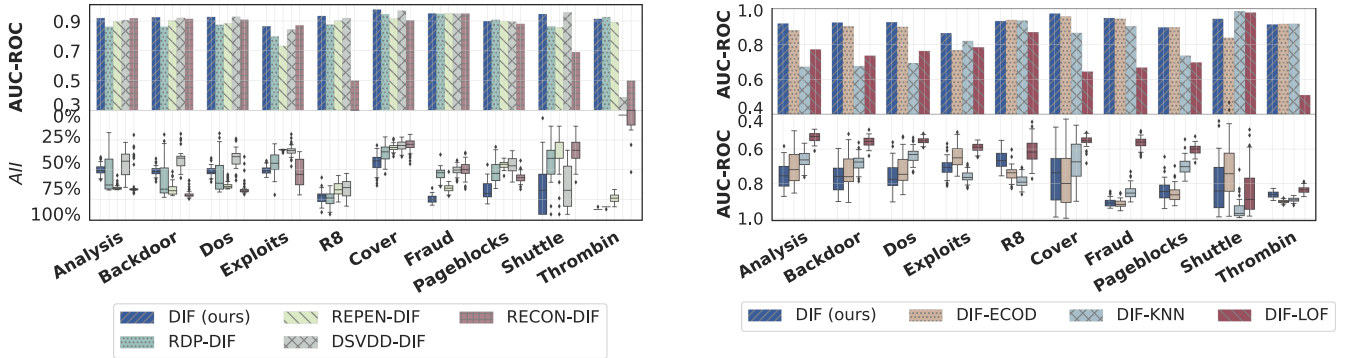 AUC-ROC
0.9
0.7
0.5
0.3
0%
AII
25%
50%
75%
100%
Analysis
Backdoor
Dos
Exploits
R8
Cover
Fraud
Pageblocks
Shuttle
Thrombin
DIF (ours)
REPEN-DIF
RECON-DIF
RDP-DIF
DSVDD-DIF
AUC-ROC
1.0
0.8
0.6
0.4
AUC-ROC
0.4
0.6
0.8
1.0
Analysis
Backdoor
Dos
Exploits
R8
Cover
Fraud
Pageblocks
Shuttle
Thrombin
DIF (ours)
DIF-ECOD
DIF-KNN
DIF-LOF